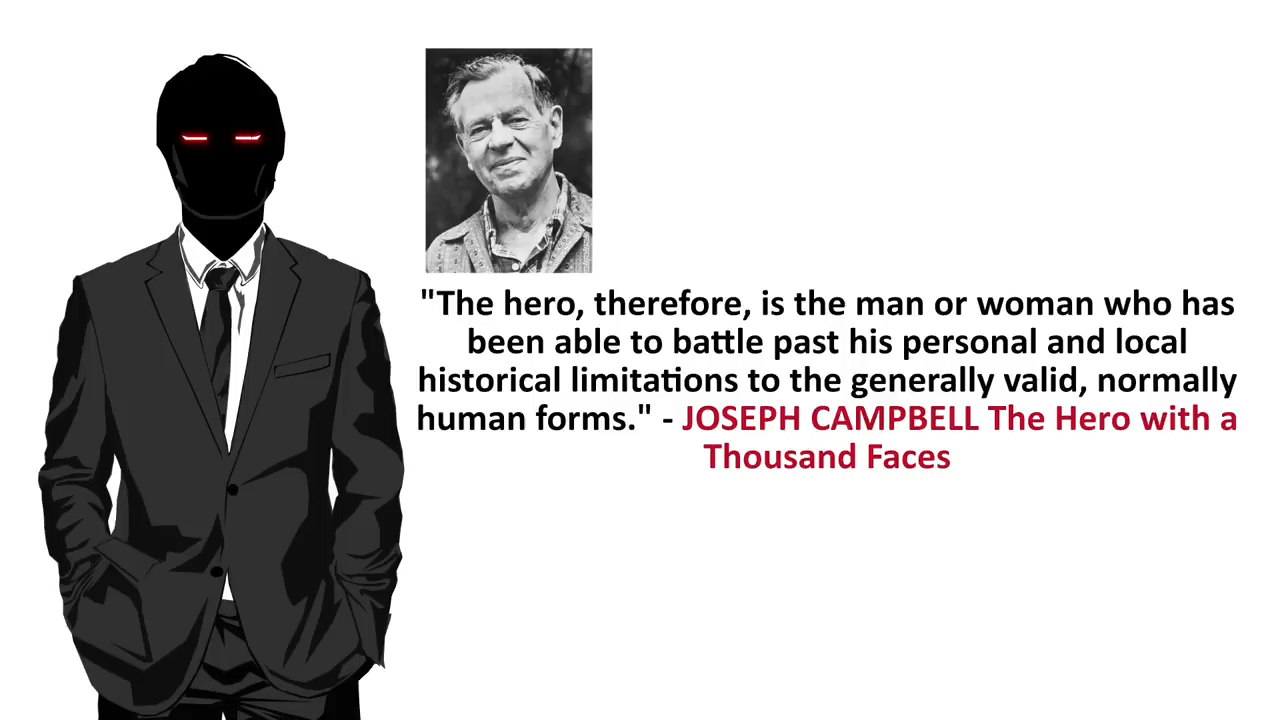 "The hero, therefore, is the man or woman who has
been able to battle past his personal and local
historical limitations to the generally valid, normally
human forms." - JOSEPH CAMPBELL The Hero with a
Thousand Faces